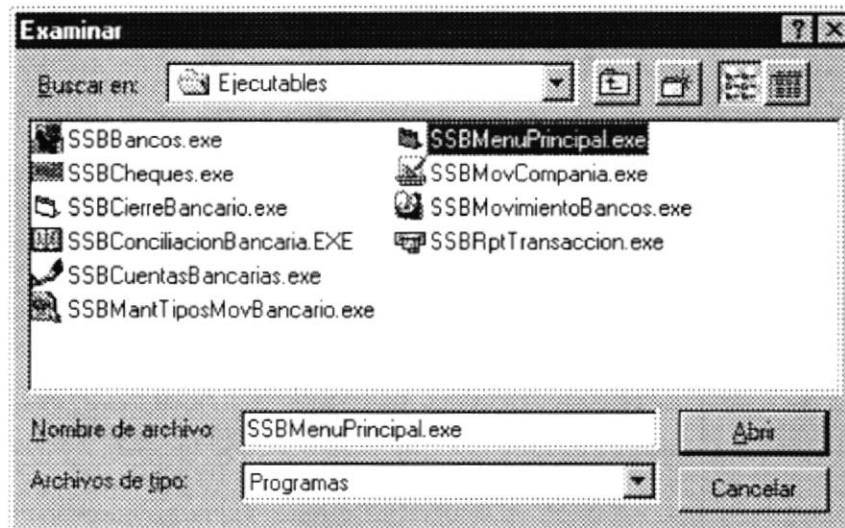 Examinar
Buscar en: Ejecutables
SSBBancos.exe
SSBCheques.exe
SSBCierreBancario.exe
SSBConciliacionBancaria.EXE
SSBCuentasBancarias.exe
SSBMantTiposMovBancario.exe
SSBMenuPrincipal.exe
SSBMovCompania.exe
SSBMovimientoBancos.exe
SSBRptTransaccion.exe
Nombre de archivo: SSBMenuPrincipal.exe
Abrir
Archivos de tipo: Programas
Cancelar